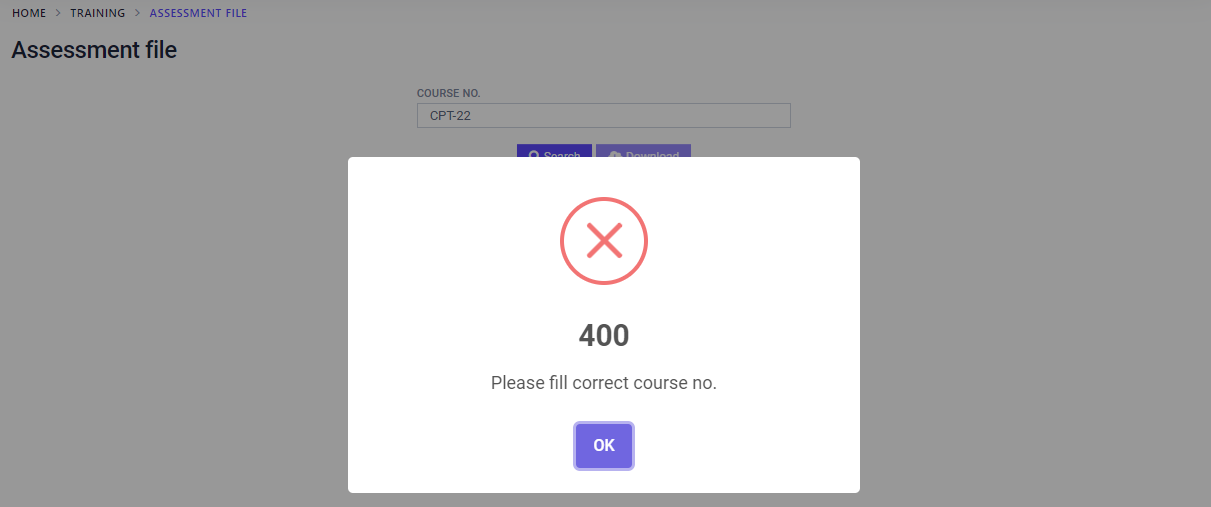 HOME > TRAINING > ASSESSMENT FILE
Assessment file
COURSE NO.
CPT-22
Search Download
400
Please fill correct course no.
OK